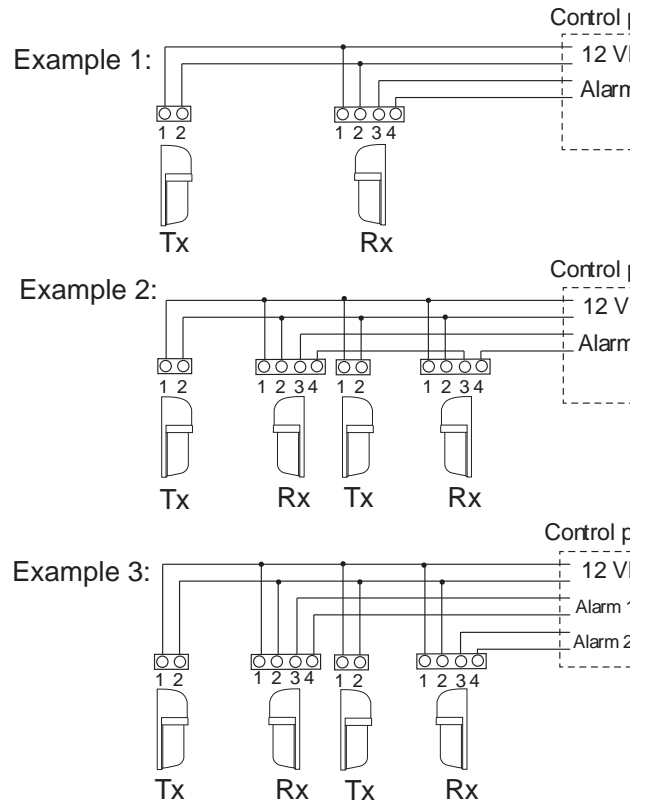 Control
Example 1:
12 V
Alarm
1 2
1 2 3 4
Tx
Rx
Control
Example 2:
12 V
Alarm
1 2
1 2 3 4
1 2
1 2 3 4
Tx
Rx
Tx
Rx
Control p
Example 3:
12 V
Alarm 1
Alarm 2
1 2
1 2 3 4
1 2
1 2 3 4
Tx
Rx
Tx
Rx